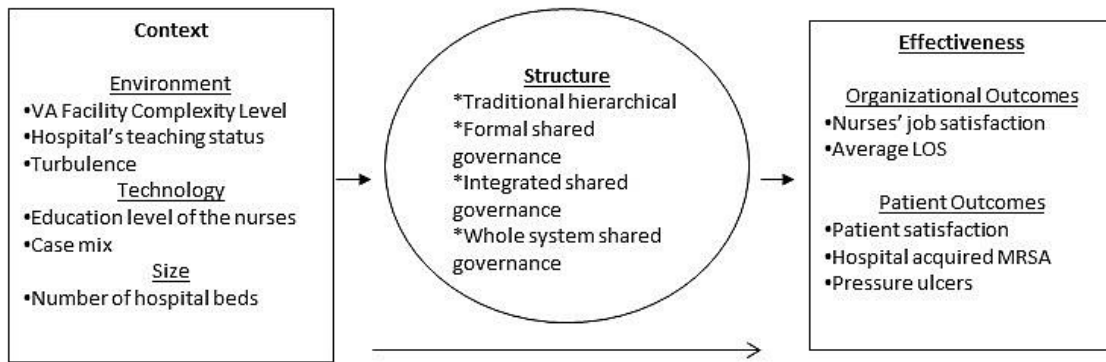 Context
Environment
•VA Facility Complexity Level
•Hospital's teaching status
•Turbulence
Technology
•Education level of the nurses
•Case mix
Size
•Number of hospital beds
Structure
*Traditional hierarchical
*Formal shared
governance
*Integrated shared
governance
*Whole system shared
governance
Effectiveness
Organizational Outcomes
•Nurses' job satisfaction
•Average LOS
Patient Outcomes
•Patient satisfaction
•Hospital acquired MRSA
•Pressure ulcers